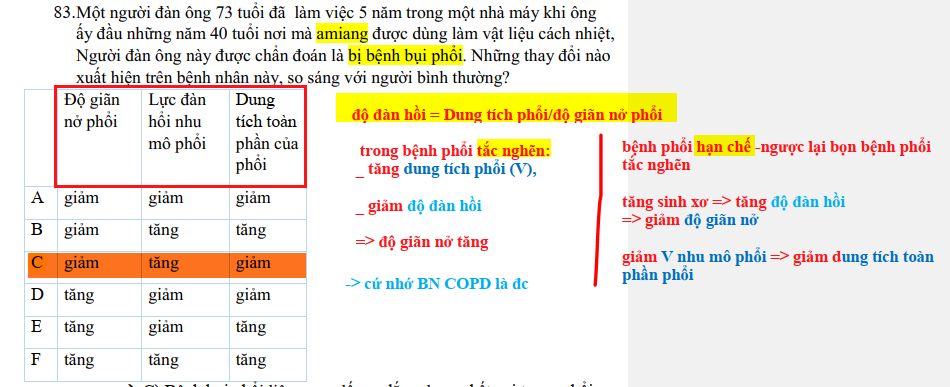 83.Một người đàn ông 73 tuổi đã làm việc 5 năm trong một nhà máy khi ông
ấy đầu những năm 40 tuổi nơi mà amiang được dùng làm vật liệu cách nhiệt,
Người đàn ông này được chẩn đoán là bị bệnh bụi phổi. Những thay đổi nào
xuất hiện trên bệnh nhân này, so sáng với người bình thường?
Độ giãn nở phổi | Lực đàn hồi nhu mô phổi | Dung tích toàn phần của phổi
A giảm giảm giảm
B giảm tăng tăng
C giảm tăng giảm
D tăng giảm giảm
E tăng giảm tăng
F tăng tăng tăng
độ đàn hồi = Dung tích phổi/độ giãn nở phổi
trong bệnh phổi tắc nghẽn:
_ tăng dung tích phổi (V),
_ giảm độ đàn hồi
=> độ giãn nở tăng
-> cứ nhớ BN COPD là đc
bệnh phổi hạn chế -ngược lại bọn bệnh phổi
tắc nghẽn
tăng sinh xơ => tăng độ đàn hồi
=> giảm độ giãn nở
giảm V nhu mô phổi => giảm dung tích toàn
phần phổi